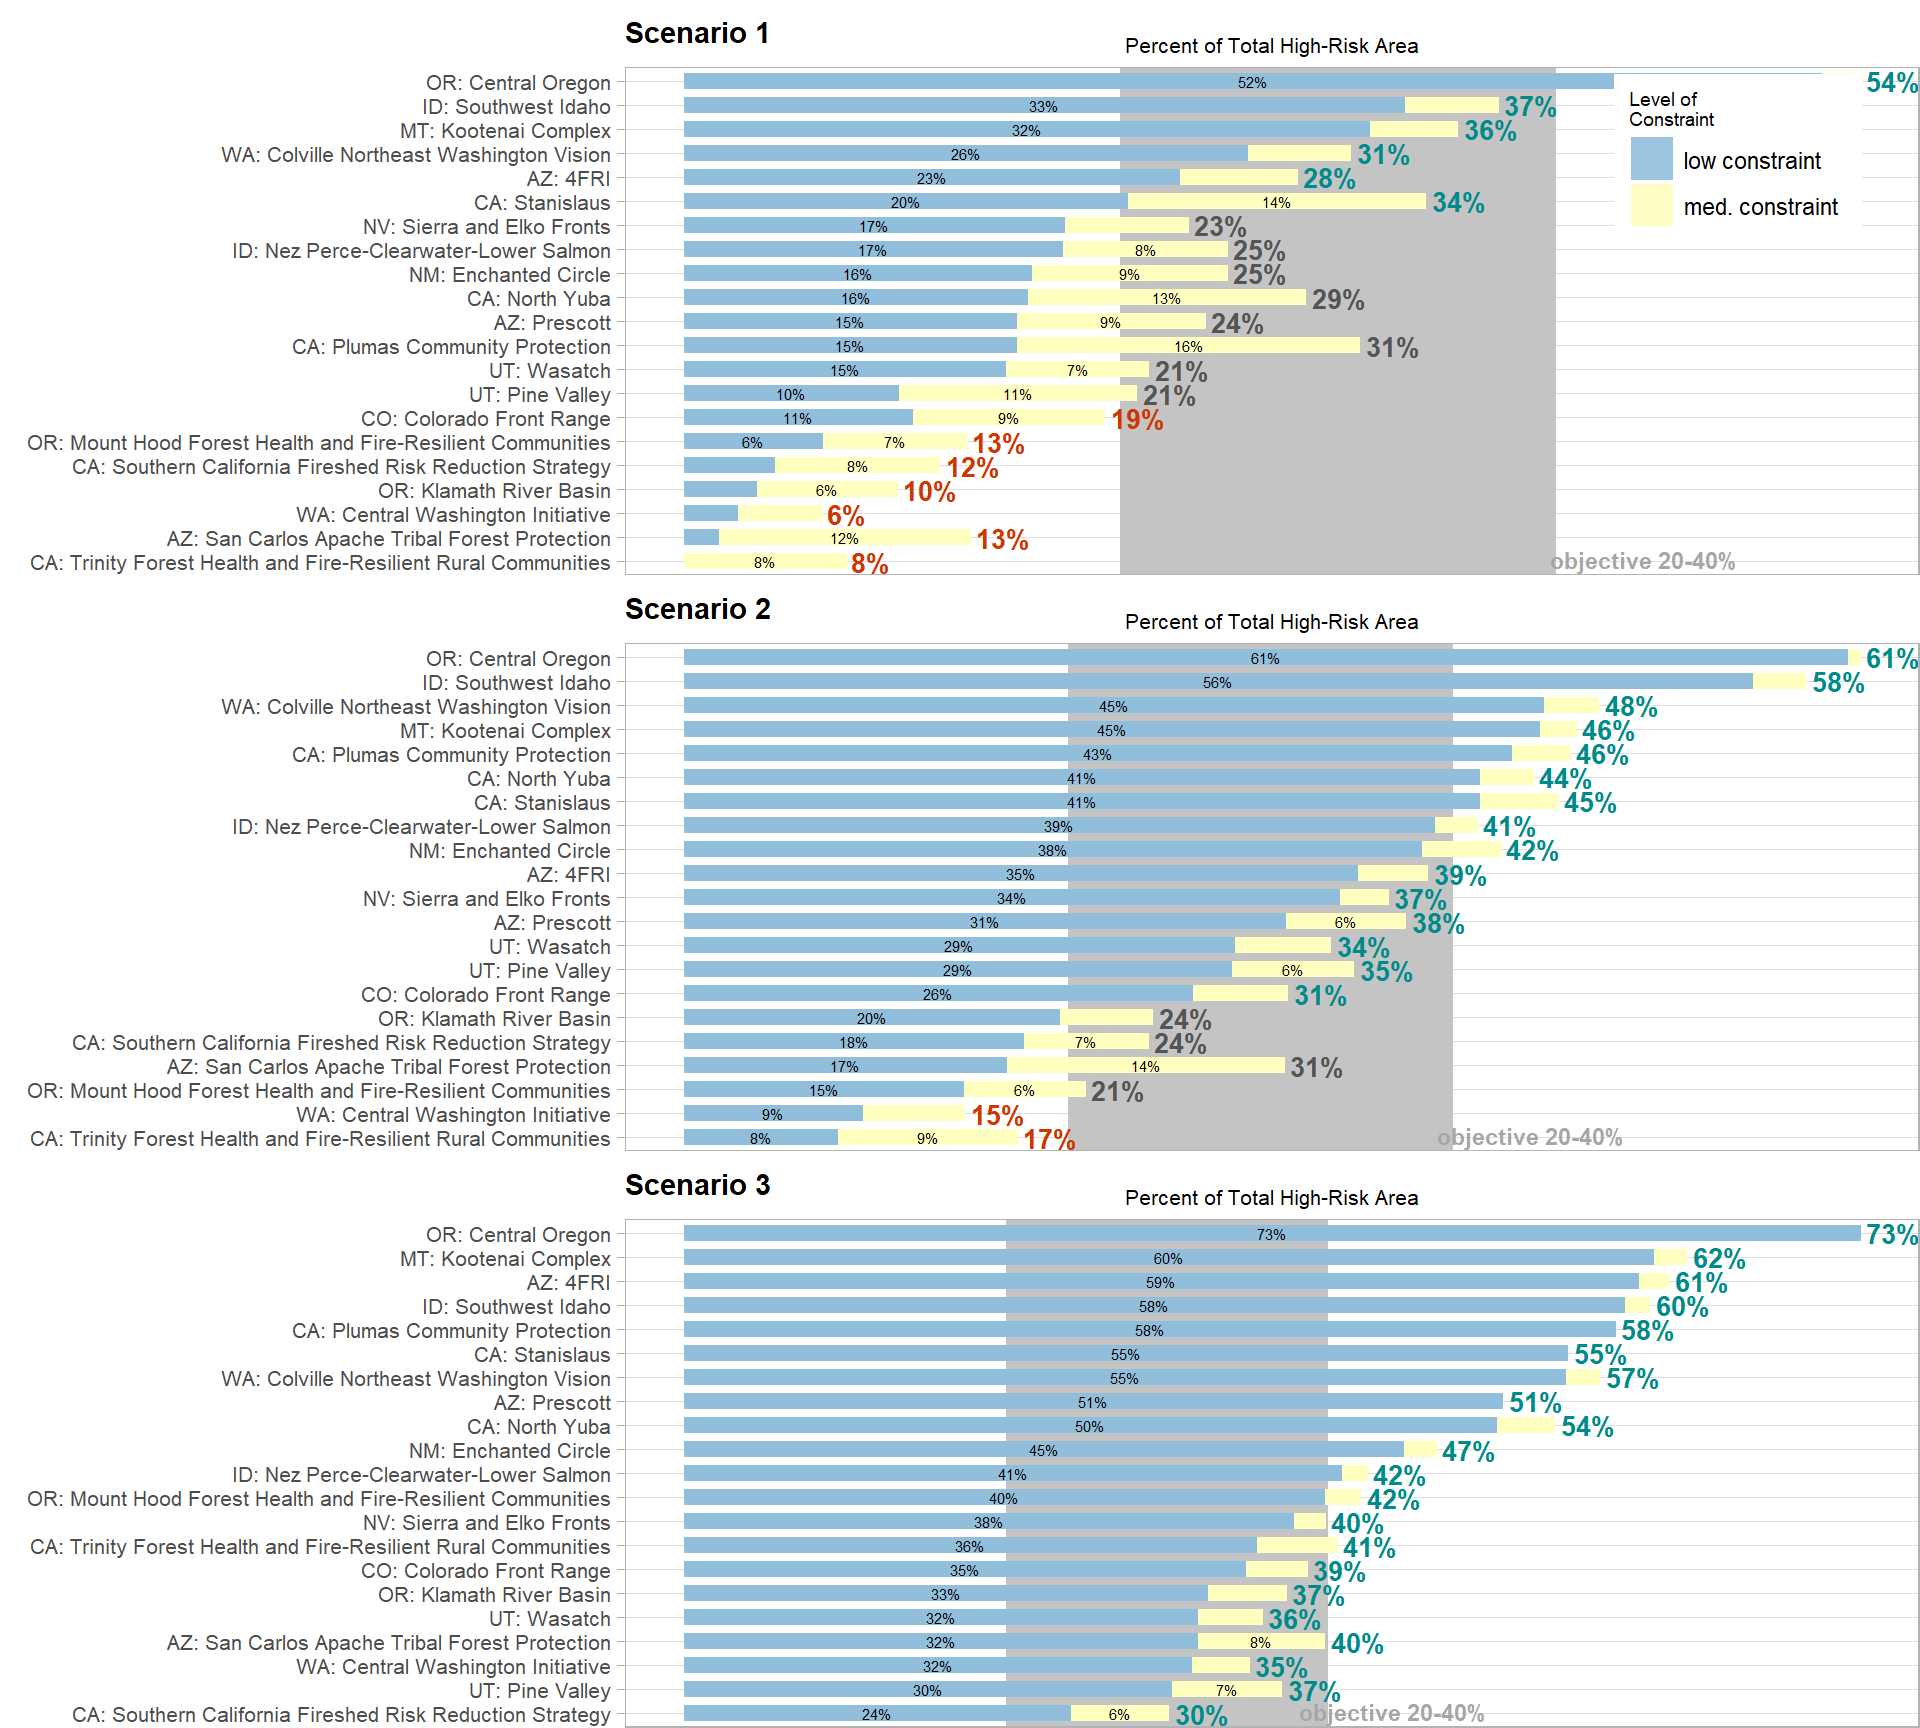 Scenario 1
Percent of Total High-Risk Area
OR: Central Oregon 52% 54%
Level of
Constraint
low constraint
med. constraint
ID: Southwest Idaho 33% 37%
MT: Kootenai Complex 32% 36%
WA: Colville Northeast Washington Vision 26% 31%
AZ: 4FRI 23% 28%
CA: Stanislaus 20% 14% 34%
NV: Sierra and Elko Fronts 17% 23%
ID: Nez Perce-Clearwater-Lower Salmon 17% 8% 25%
NM: Enchanted Circle 16% 9% 25%
CA: North Yuba 16% 13% 29%
AZ: Prescott 15% 9% 24%
CA: Plumas Community Protection 15% 16% 31%
UT: Wasatch 15% 7% 21%
UT: Pine Valley 10% 11% 21%
CO: Colorado Front Range 11% 9% 19%
OR: Mount Hood Forest Health and Fire-Resilient Communities 6% 7% 13%
CA: Southern California Fireshed Risk Reduction Strategy 8% 12%
OR: Klamath River Basin 6% 10%
WA: Central Washington Initiative 6%
AZ: San Carlos Apache Tribal Forest Protection 12% 13%
CA: Trinity Forest Health and Fire-Resilient Rural Communities 8% 8% objective 20-40%
Scenario 2
Percent of Total High-Risk Area
OR: Central Oregon 61% 61%
ID: Southwest Idaho 56% 58%
WA: Colville Northeast Washington Vision 45% 48%
MT: Kootenai Complex 45% 46%
CA: Plumas Community Protection 43% 46%
CA: North Yuba 41% 44%
CA: Stanislaus 41% 45%
ID: Nez Perce-Clearwater-Lower Salmon 39% 41%
NM: Enchanted Circle 38% 42%
AZ: 4FRI 35% 39%
NV: Sierra and Elko Fronts 34% 37%
AZ: Prescott 31% 6% 38%
UT: Wasatch 29% 34%
UT: Pine Valley 29% 6% 35%
CO: Colorado Front Range 26% 31%
OR: Klamath River Basin 20% 24%
CA: Southern California Fireshed Risk Reduction Strategy 18% 7% 24%
AZ: San Carlos Apache Tribal Forest Protection 17% 14% 31%
OR: Mount Hood Forest Health and Fire-Resilient Communities 15% 6% 21%
WA: Central Washington Initiative 9% 15%
CA: Trinity Forest Health and Fire-Resilient Rural Communities 8% 9% 17% objective 20-40%
Scenario 3
Percent of Total High-Risk Area
OR: Central Oregon 73% 73%
MT: Kootenai Complex 60% 62%
AZ: 4FRI 59% 61%
ID: Southwest Idaho 58% 60%
CA: Plumas Community Protection 58% 58%
CA: Stanislaus 55% 55%
WA: Colville Northeast Washington Vision 55% 57%
AZ: Prescott 51% 51%
CA: North Yuba 50% 54%
NM: Enchanted Circle 45% 47%
ID: Nez Perce-Clearwater-Lower Salmon 41% 42%
OR: Mount Hood Forest Health and Fire-Resilient Communities 40% 42%
NV: Sierra and Elko Fronts 38% 40%
CA: Trinity Forest Health and Fire-Resilient Rural Communities 36% 41%
CO: Colorado Front Range 35% 39%
OR: Klamath River Basin 33% 37%
UT: Wasatch 32% 36%
AZ: San Carlos Apache Tribal Forest Protection 32% 8% 40%
WA: Central Washington Initiative 32% 35%
UT: Pine Valley 30% 7% 37%
CA: Southern California Fireshed Risk Reduction Strategy 24% 6% 30% objective 20-40%